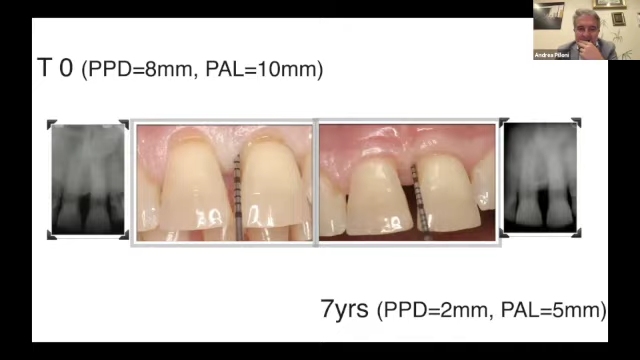 Andrea Pilloni
T 0 (PPD=8mm, PAL=10mm)
7yrs (PPD=2mm, PAL=5mm)